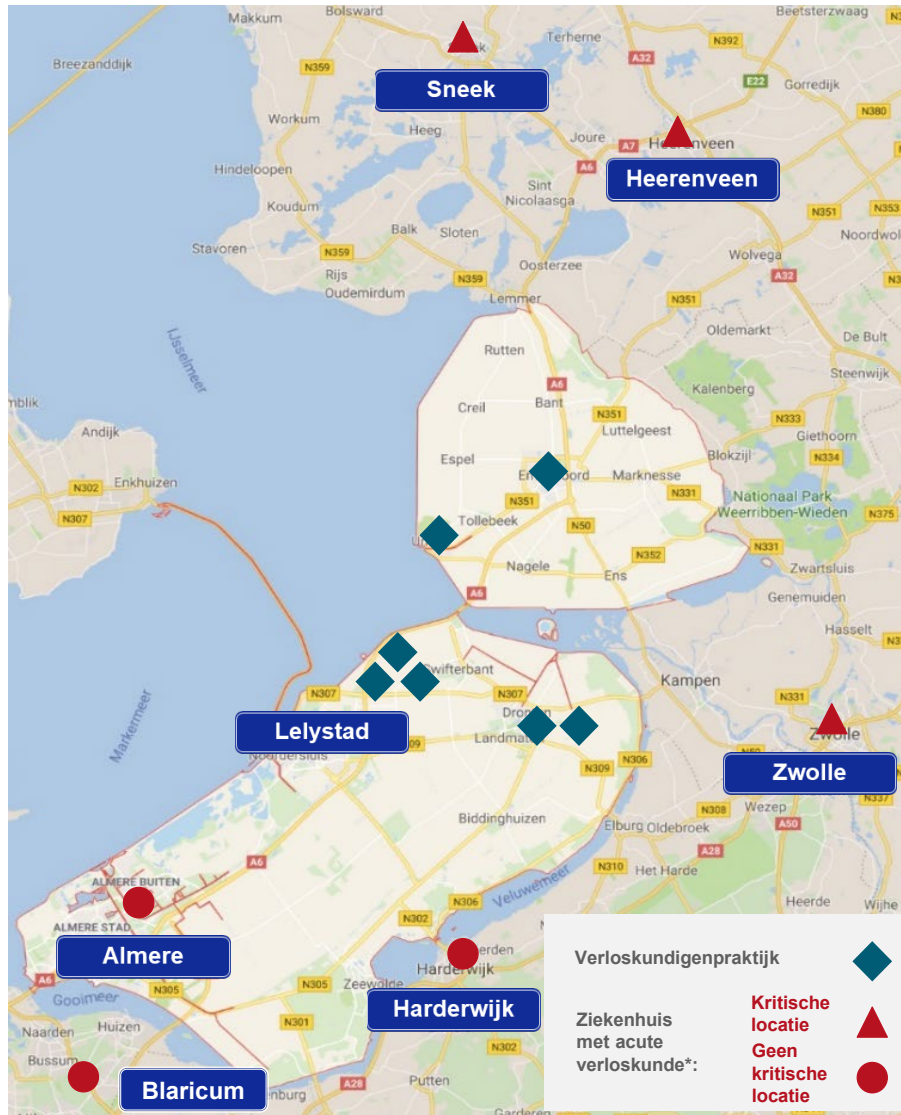 Makkum
Bolsward
Beetsterzwaag
Sneek
Terherne
N392
A32
N359
E22
Gorredijk
Breezanddijk
Workum
Heeg
Joure
A7
Heerenveen
N380
A6
Hindeloopen
Heerenveen
Koudum
Sint
Nicolaasga
N351
N353
Balk
Sloten
Noordwol
Stavoren
N359
Wolvega
Oosterzee
A32
Rijs
N359
Oudemirdum
Lemmer
N351
IJsselmeer
Oldemarkt
De Bult
Rutten
Steenwijk
A6
Kalenberg
Creil
Bant
N351
N333
Andijk
Luttelgeest
Giethoorn
Espel
Blokzijl
N334
Marknesse
Enkhuizen
N302
N307
N351
N331
Nationaal Park
Weerribben-Wieden
N375
Tollebeek
N50
N352
N331
Nagele
Ens
Zwartsluis
A6
Genemuiden
Hasselt
Swifterbant
Kampen
N307
N307
N331
Markermeer
Lelystad
Zwolle
Zwolle
N309
N306
N337
Biddinghuizen
N308
Wezep
A50
Elburg
Oldebroek
A28
A6
N310
Het Harde
ALMERE BUITEN
Veluwemeer
N306
Heerde
Wijhe
ALMERE STAD
N302
Almere
Harderwijk
A6
Zeewolde
Harderwijk
Gooimeer
N305
N305
Naarden
Huizen
N301
Bussum
N302
Blaricum
A28
Putten
Garderen
Verloskundigenpraktijk
Ziekenhuis
met acute
verloskunde*:
Kritische
locatie
Geen
kritische
locatie